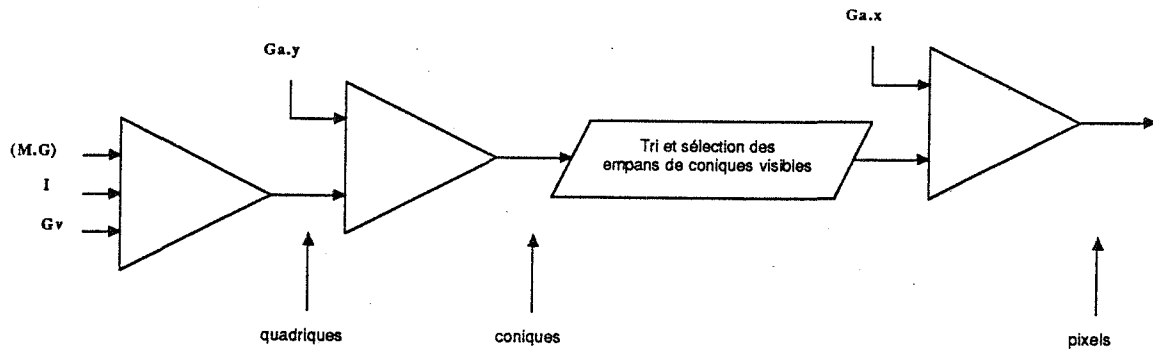 Ga.x
Ga.y
(M.G)
I
Gv
Tri et sélection des
empans de coniques visibles
quadriques
coniques
pixels